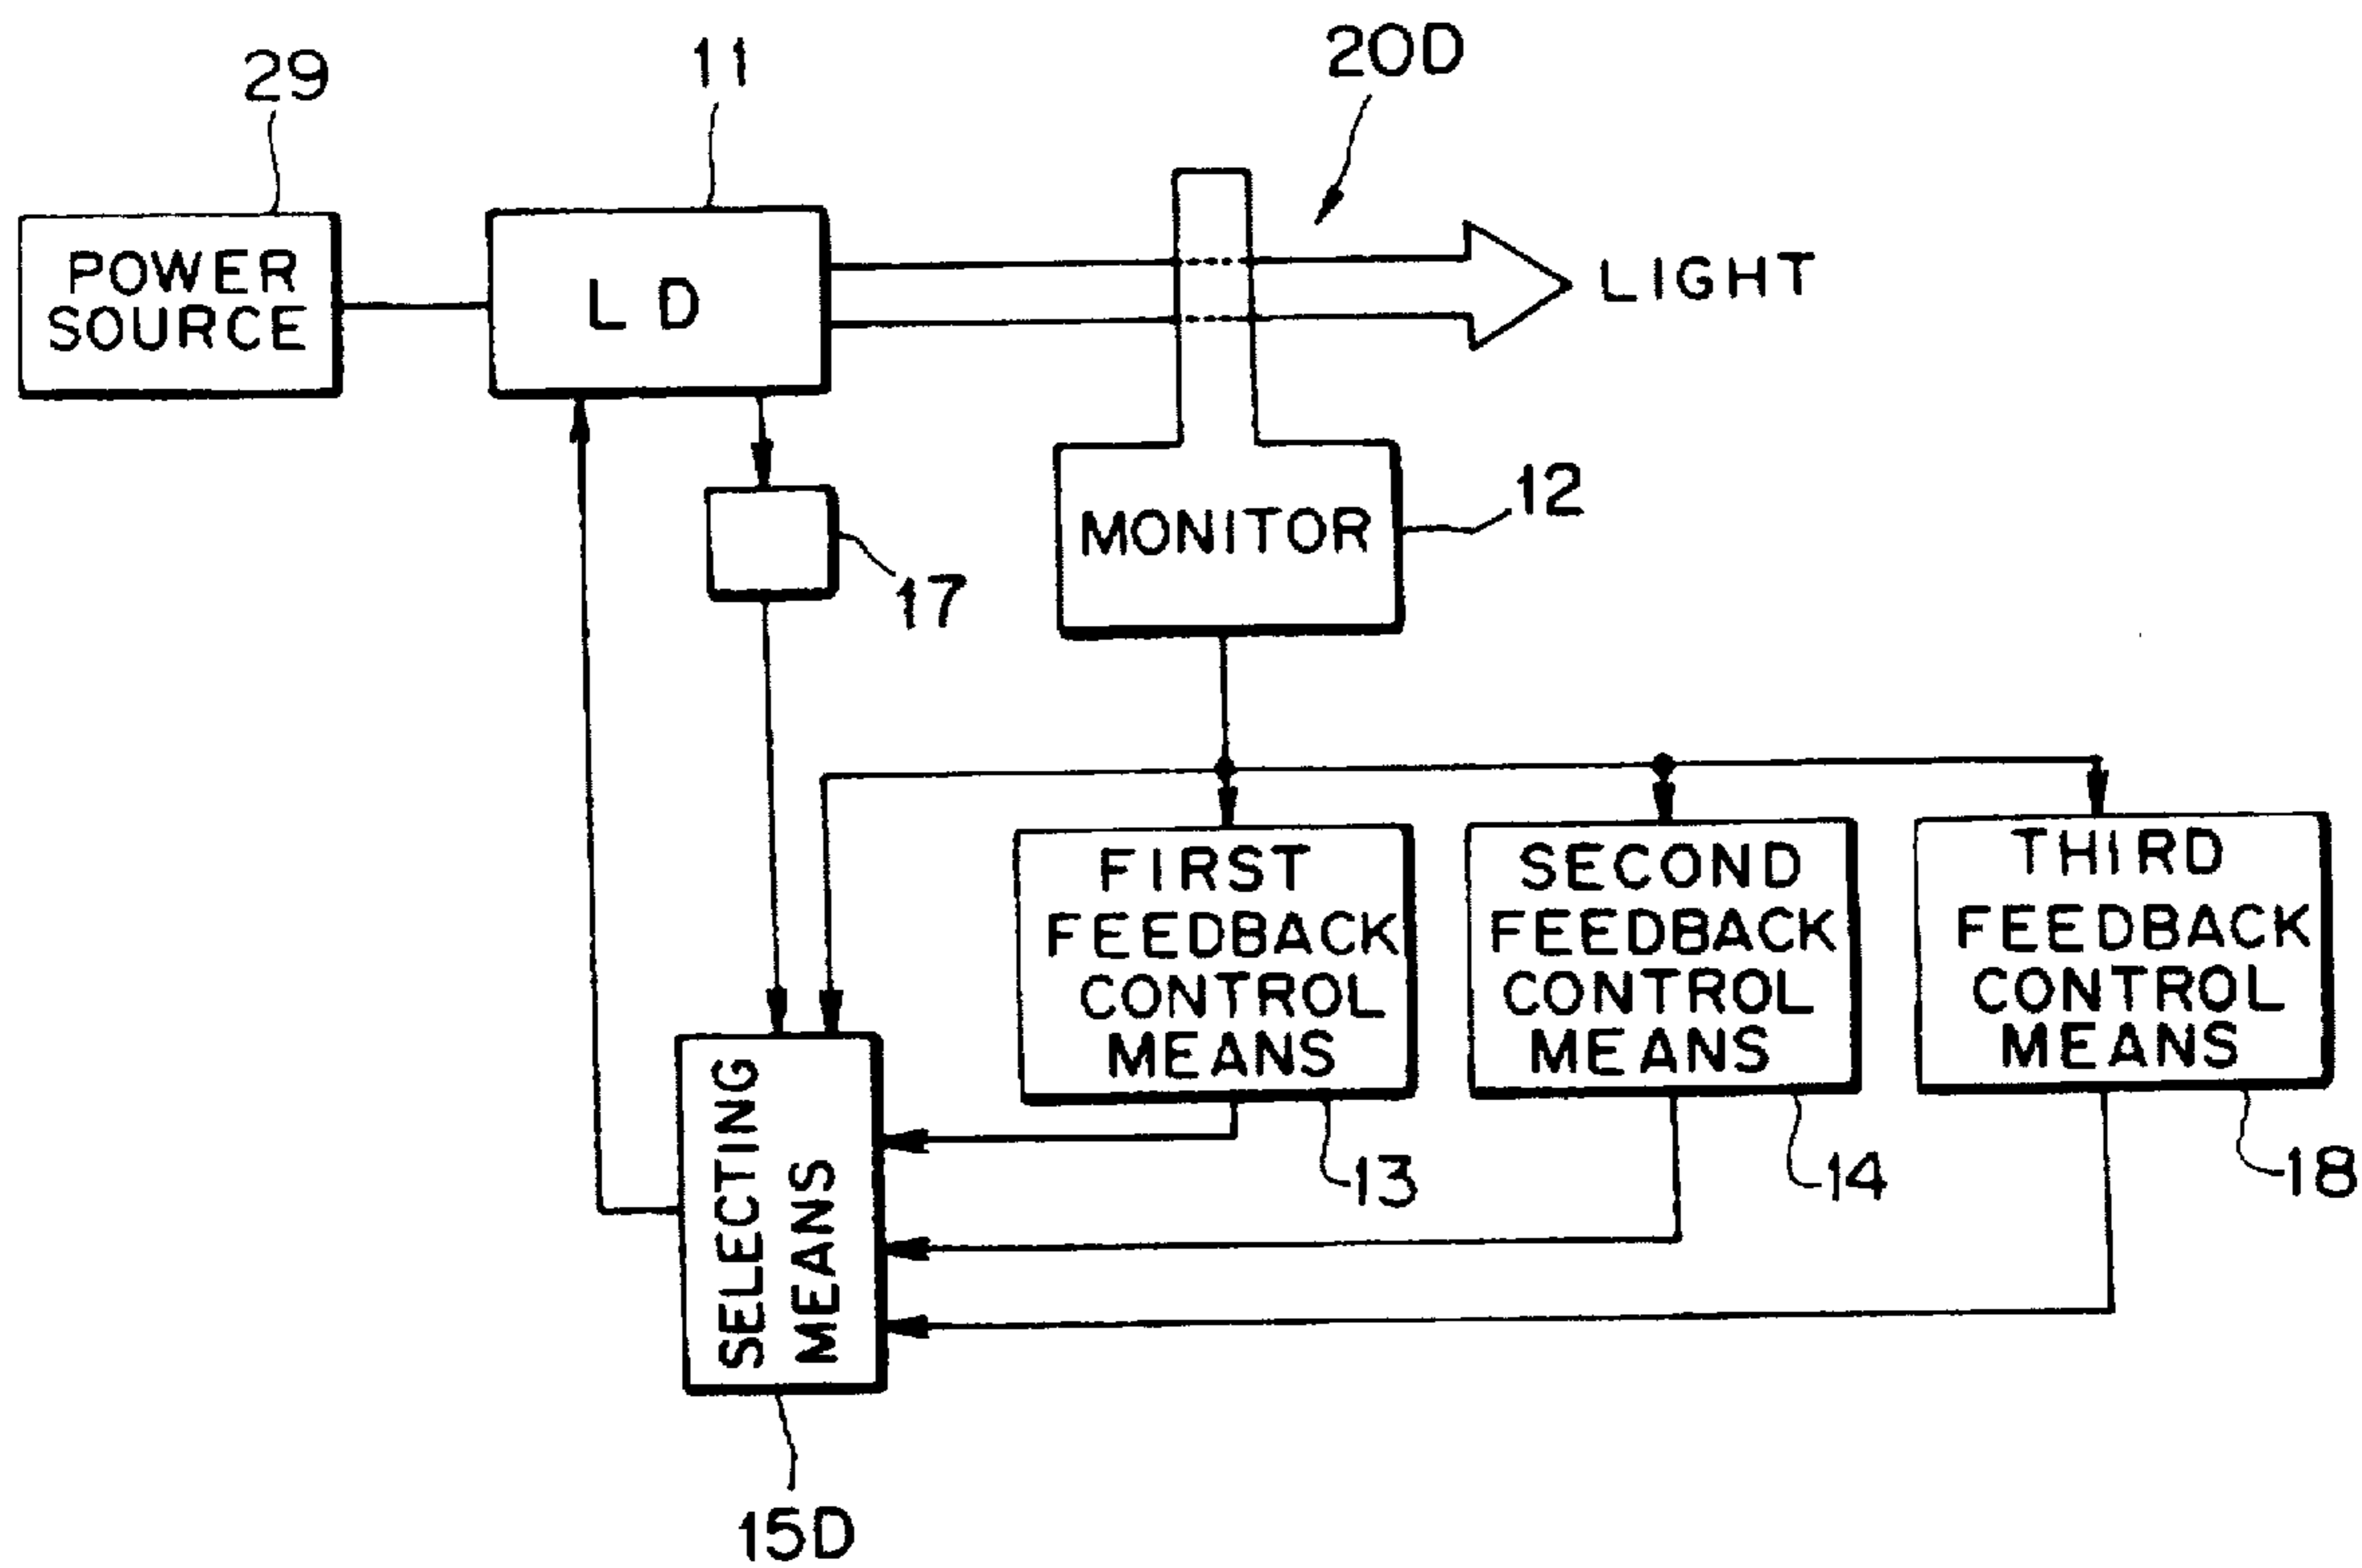 29
11
20D
POWER
SOURCE
LD
LIGHT
MONITOR
12
17
FIRST
FEEDBACK
CONTROL
MEANS
SECOND
FEEDBACK
CONTROL
MEANS
THIRD
FEEDBACK
CONTROL
MEANS
SELECTING
MEANS
13
14
18
15D